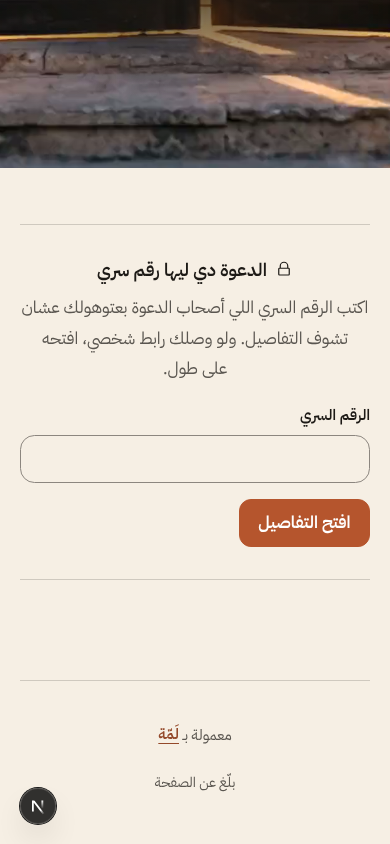 الدعوة دي ليها رقم سري
اكتب الرقم السري اللي أصحاب الدعوة بعتوهولك عشان
تشوف التفاصيل. ولو وصلك رابط شخصي، افتحه
على طول.
الرقم السري
افتح التفاصيل
معمولة بـ لَمّة
بلّغ عن الصفحة
N